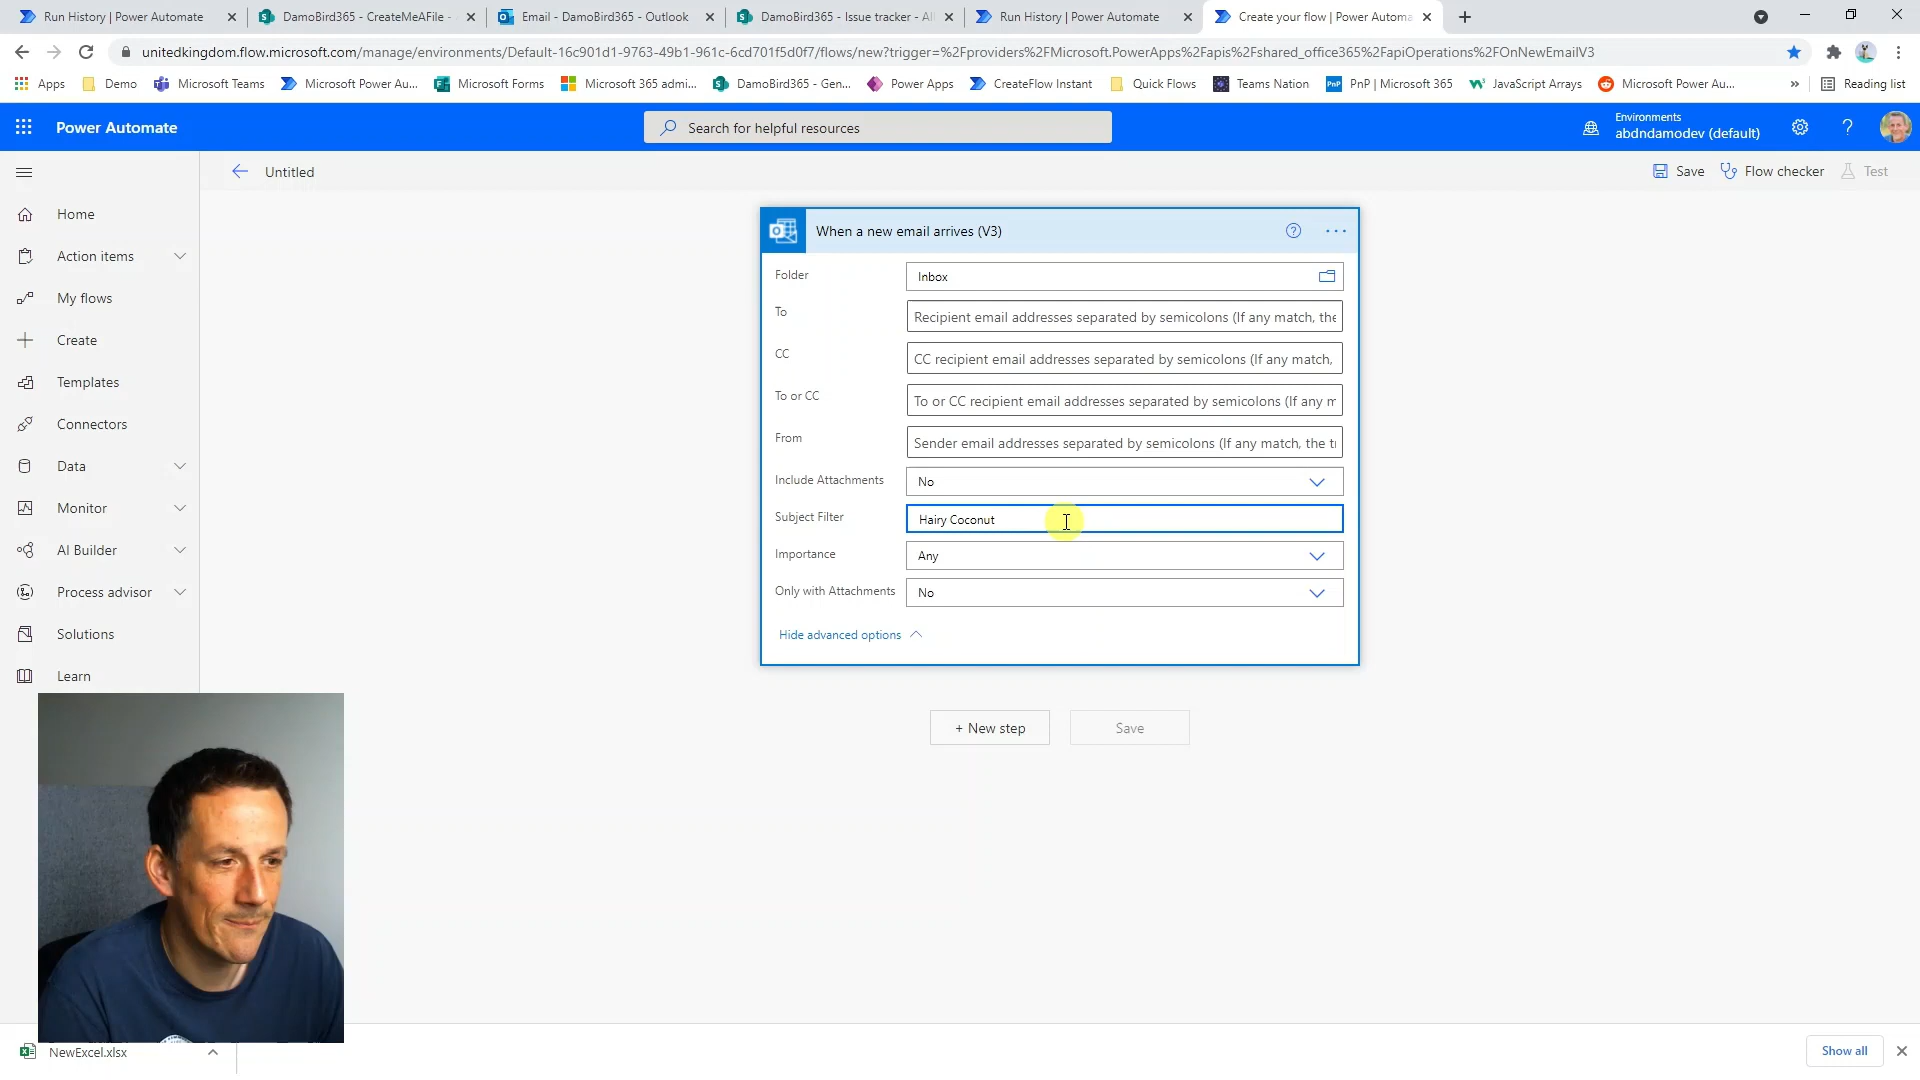 Run History | Power Automate
DamoBird365 - CreateMeAFile -
Email - DamoBird365 - Outlook
DamoBird365 - Issue tracker - All
Run History | Power Automate
Create your flow | Power Automa
unitedkingdom.flow.microsoft.com/manage/environments/Default-16c901d1-9763-49b1-961c-6cd701f5d0f7/flows/new?trigger=%2Fproviders%2FMicrosoft.PowerApps%2Fapis%2Fshared_office365%2FapiOperations%2FOnNewEmailV3
Apps
Demo
Microsoft Teams
Microsoft Power Au...
Microsoft Forms
Microsoft 365 admi...
DamoBird365 - Gen...
Power Apps
CreateFlow Instant
Quick Flows
Teams Nation
PnP | Microsoft 365
JavaScript Arrays
Microsoft Power Au...
»
Reading list
Power Automate
Search for helpful resources
Environments
abdndamodev (default)
?
Untitled
Save
Flow checker
Test
Home
Action items
My flows
Create
Templates
Connectors
Data
Monitor
AI Builder
Process advisor
Solutions
Learn
When a new email arrives (V3)
Folder
Inbox
To
Recipient email addresses separated by semicolons (If any match, the
CC
CC recipient email addresses separated by semicolons (If any match,
To or CC
To or CC recipient email addresses separated by semicolons (If any m
From
Sender email addresses separated by semicolons (If any match, the tr
Include Attachments
No
Subject Filter
Hairy Coconut
Importance
Any
Only with Attachments
No
Hide advanced options
+ New step
Save
NewExcel.xlsx
Show all